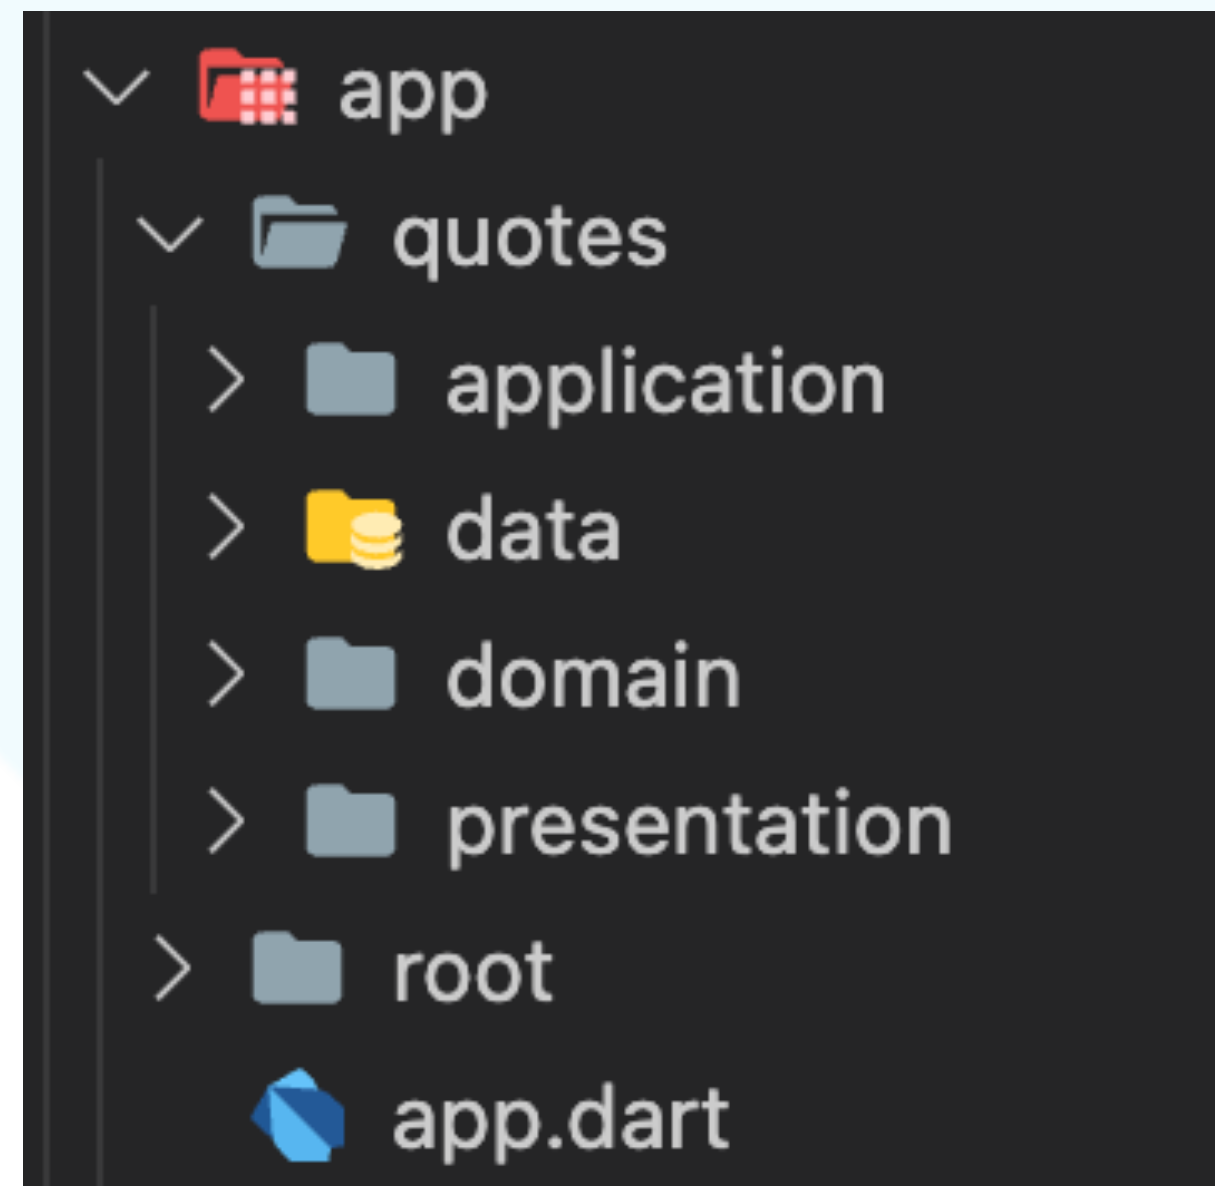 app
quotes
application
data
domain
presentation
root
app.dart